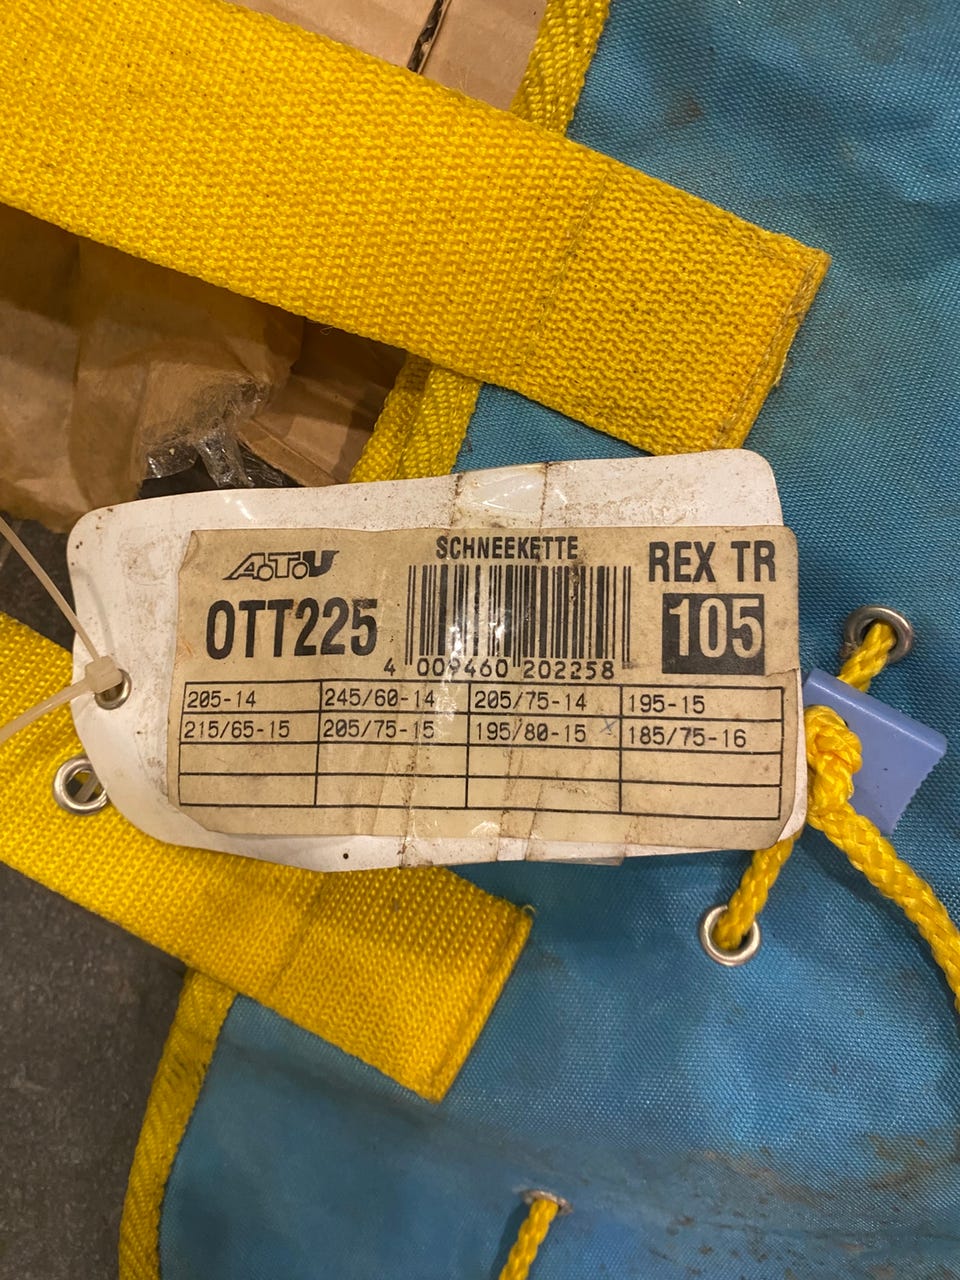 A.T.U SCHNEEKETTE REX TR
OTT225 105
4 009460 202258
205-14 245/60-14 205/75-14 195-15
215/65-15 205/75-15 195/80-15 x 185/75-16